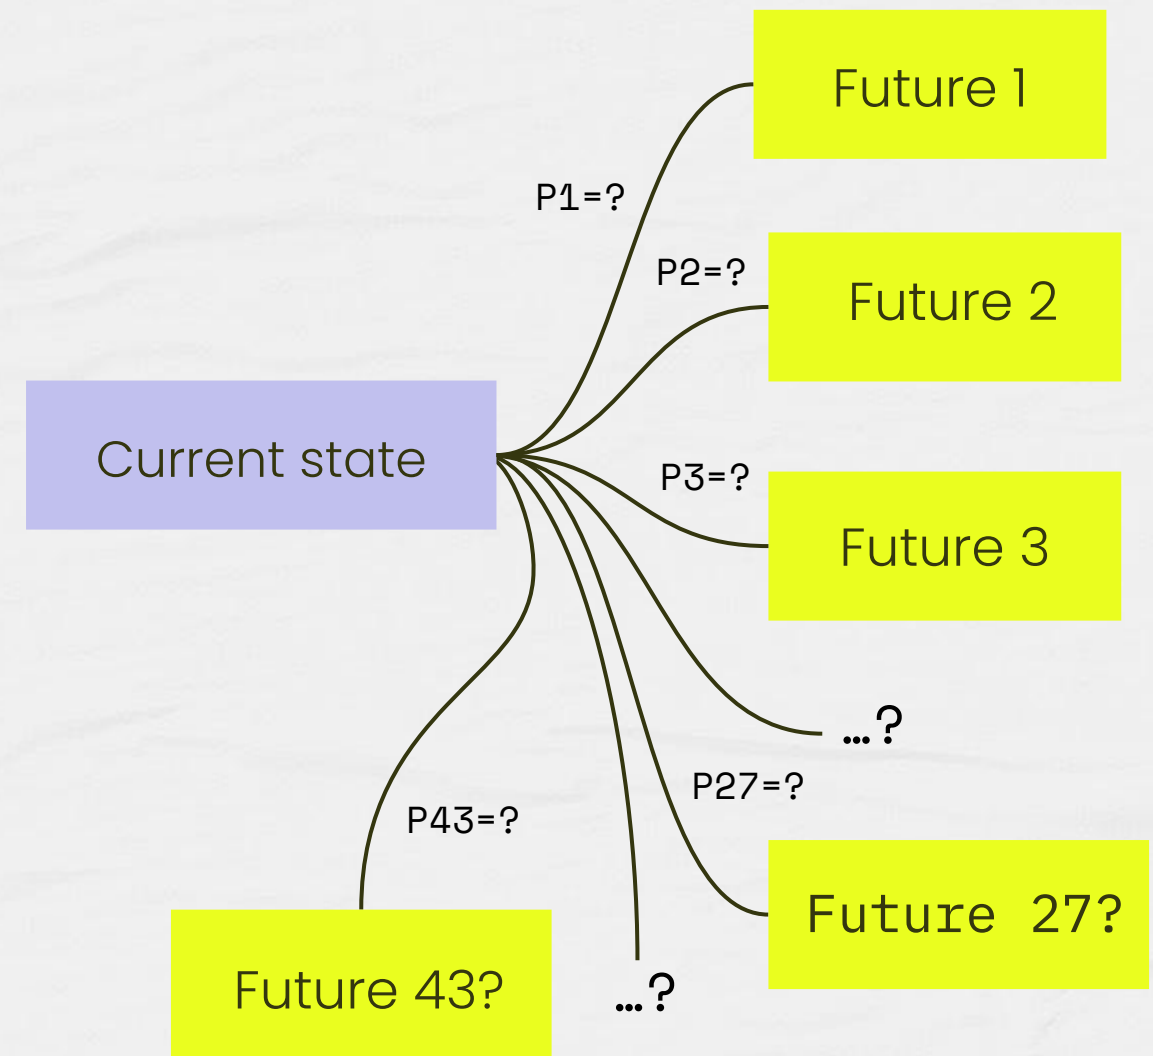 Future 1
P1=?
P2=?
Future 2
Current state
P3=?
Future 3
...?
P27=?
P43=?
Future 27?
Future 43?
...?